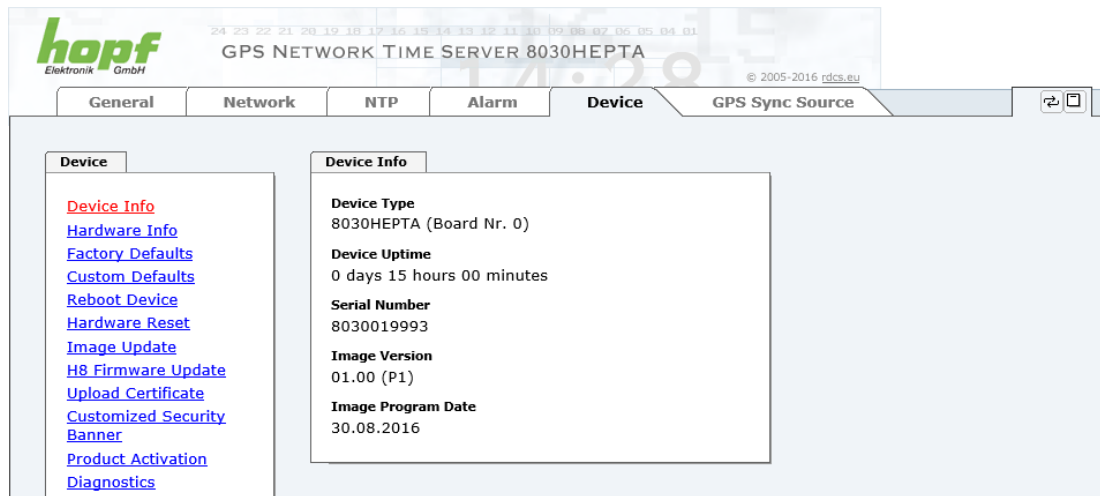 hopf
Elektronik GmbH
24 23 22 21 20 19 18 17 16 15 14 13 12 11 10 09 08 07 06 05 04 01
GPS NETWORK TIME SERVER 8030HEPTA
14:28
© 2005-2016 rdcs.eu
General Network NTP Alarm Device GPS Sync Source
Device
Device Info
Hardware Info
Factory Defaults
Custom Defaults
Reboot Device
Hardware Reset
Image Update
H8 Firmware Update
Upload Certificate
Customized Security
Banner
Product Activation
Diagnostics
Device Info
Device Type
8030HEPTA (Board Nr. 0)
Device Uptime
0 days 15 hours 00 minutes
Serial Number
8030019993
Image Version
01.00 (P1)
Image Program Date
30.08.2016